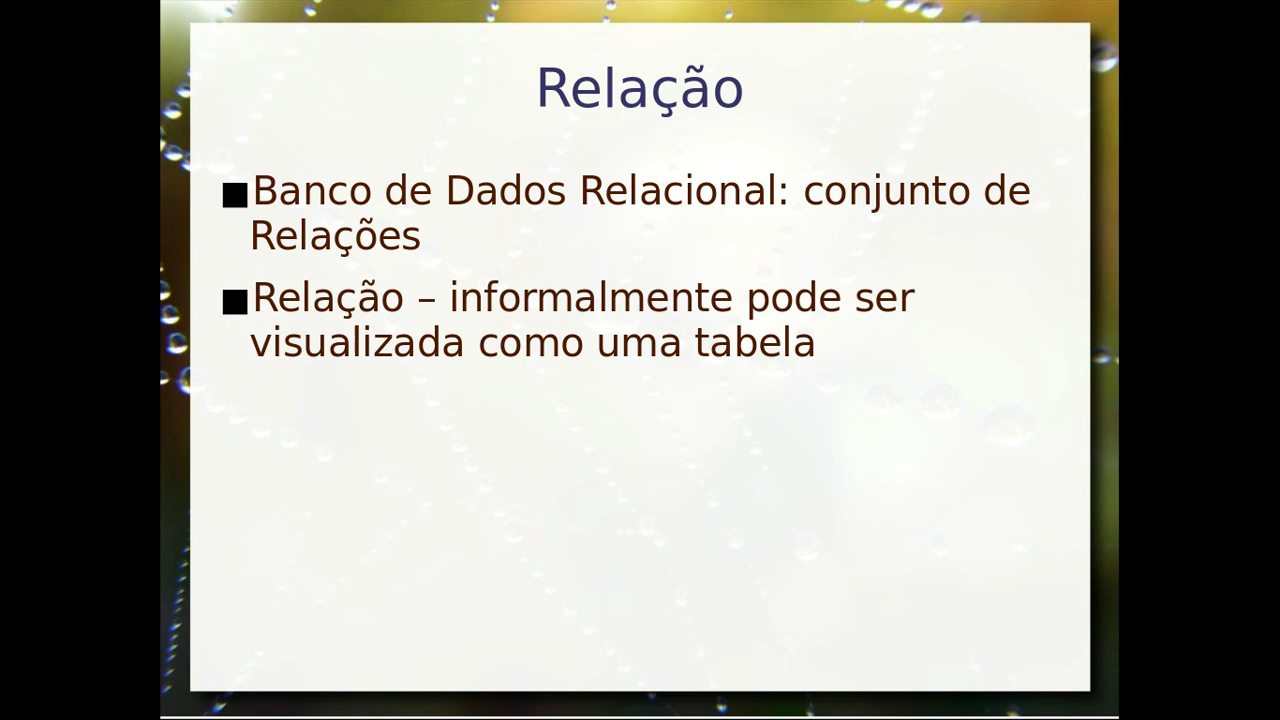 Relação
■Banco de Dados Relacional: conjunto de
Relações
■Relação – informalmente pode ser
visualizada como uma tabela